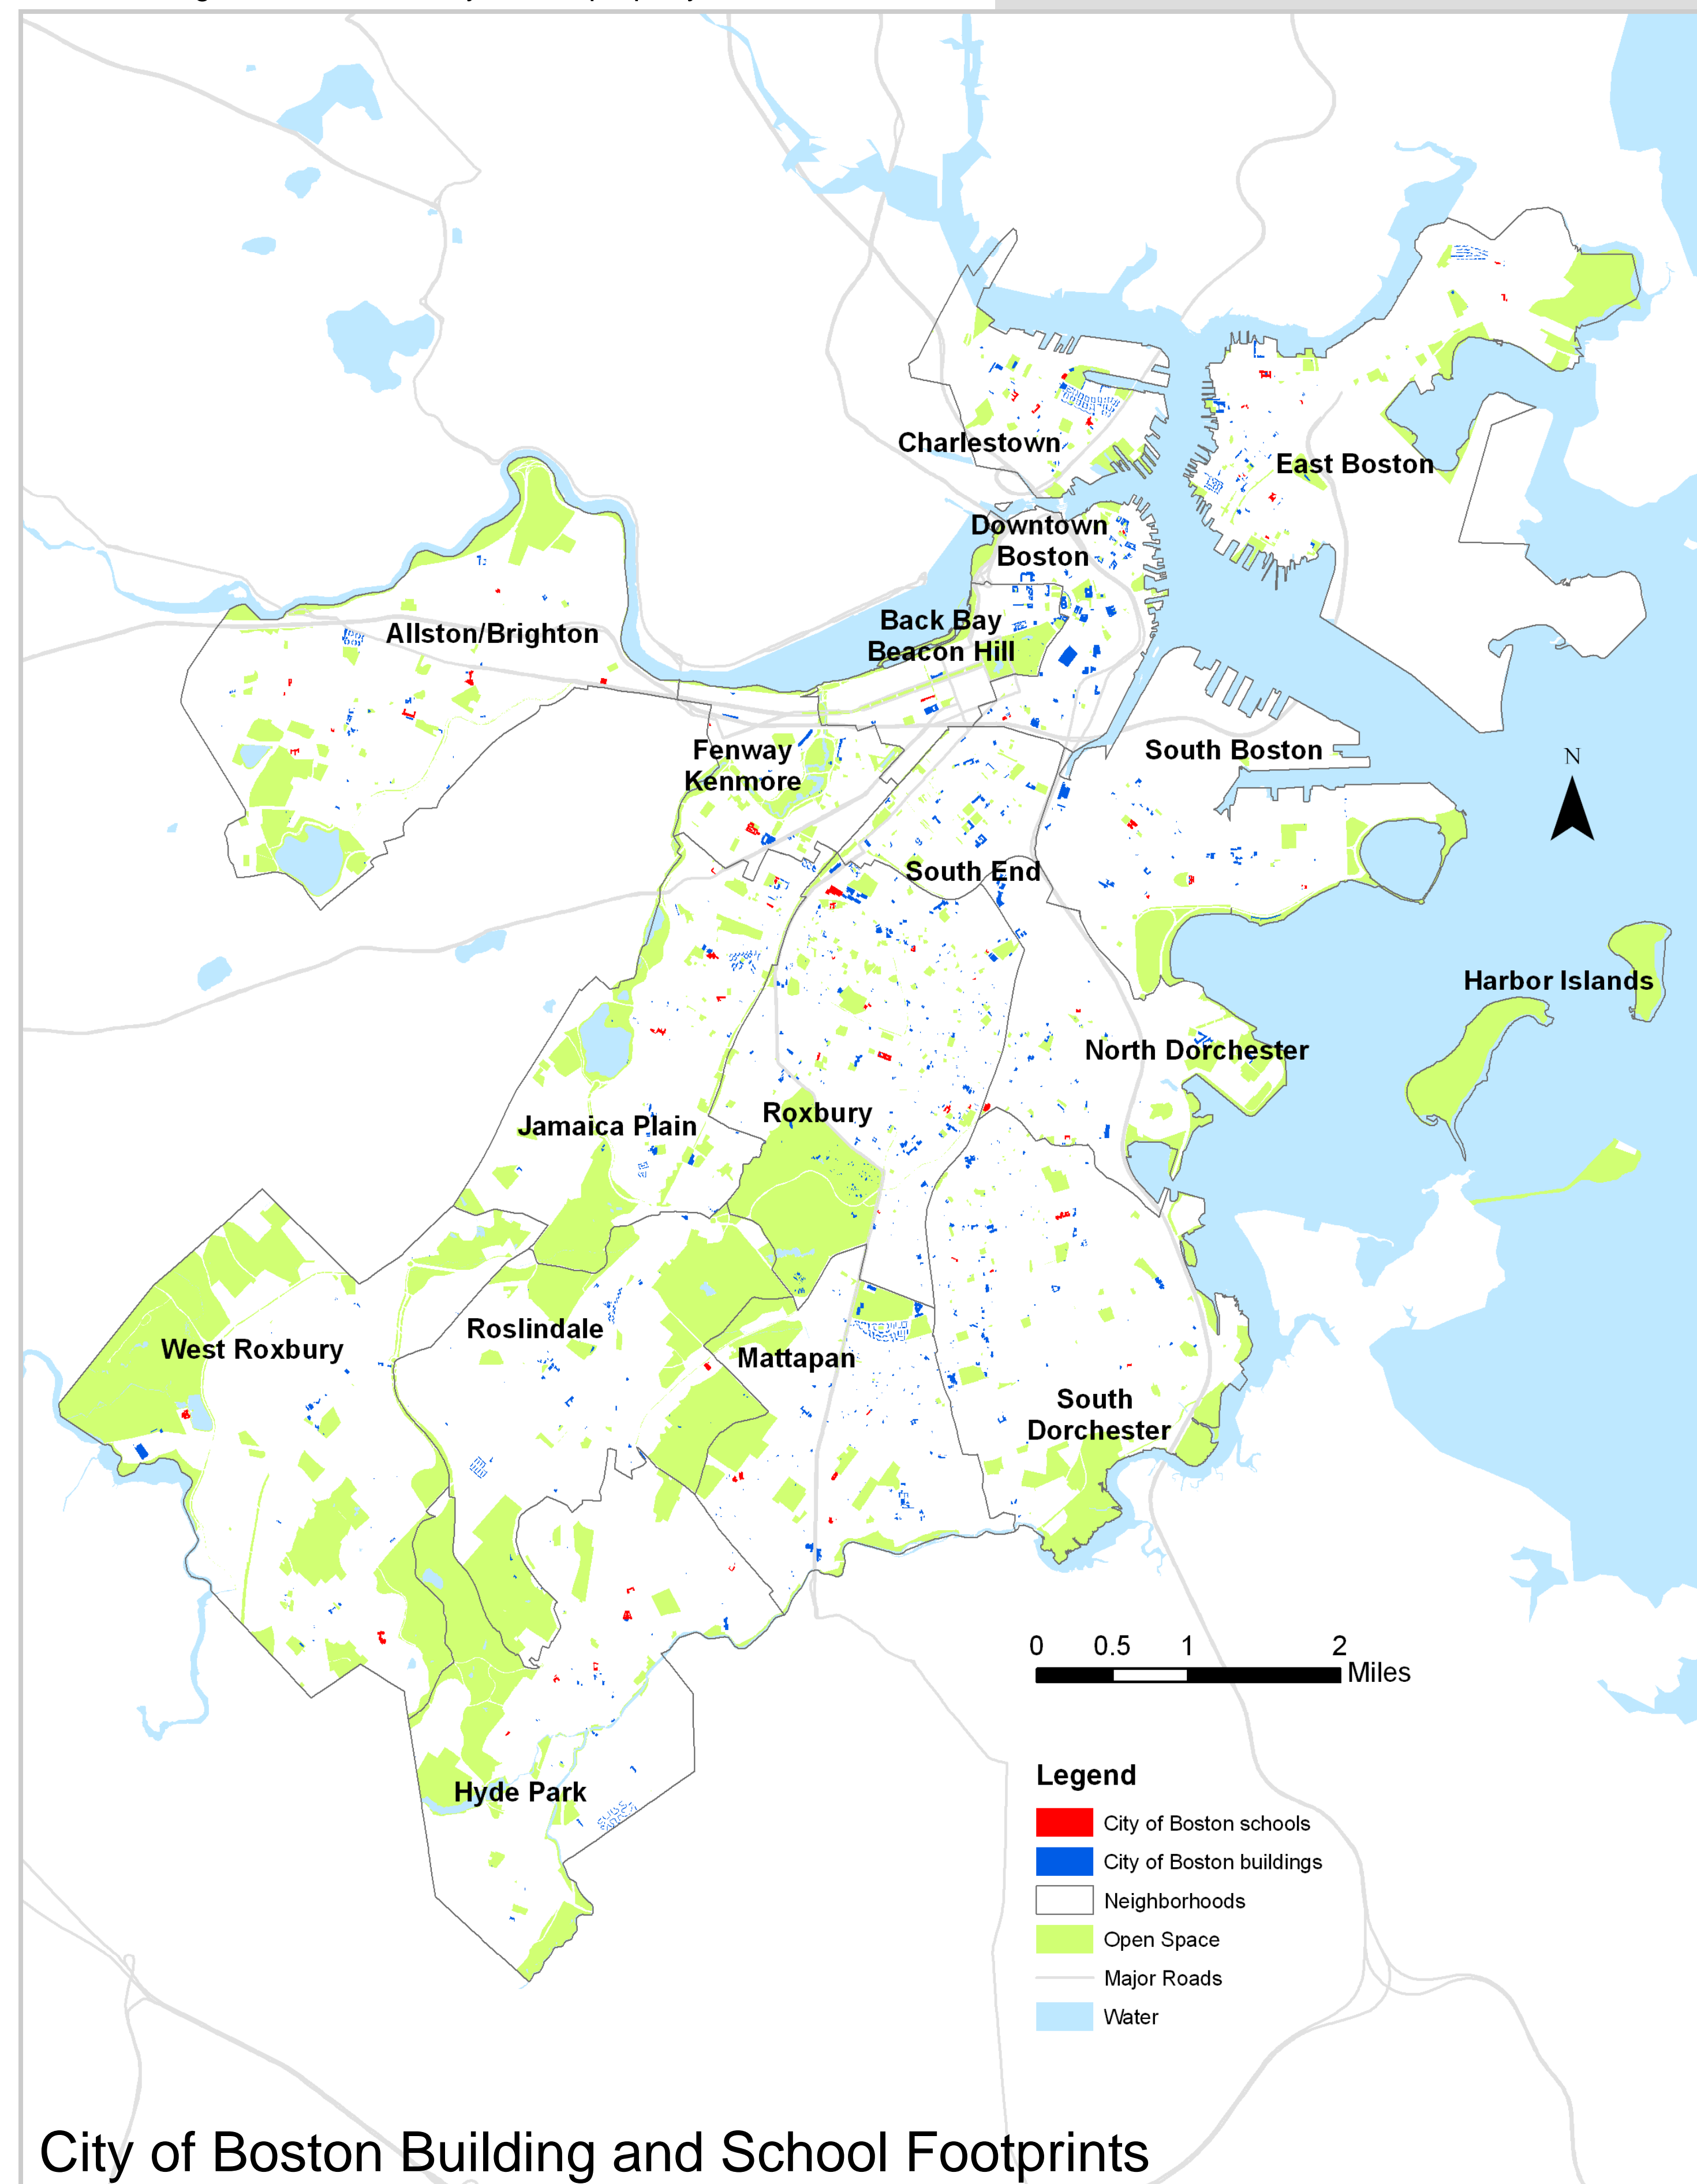 Charlestown
East Boston
Downtown
Boston
Back Bay
Beacon Hill
Allston/Brighton
Fenway
Kenmore
South Boston
N
South End
Harbor Islands
North Dorchester
Roxbury
Jamaica Plain
Roslindale
West Roxbury
Mattapan
South
Dorchester
0 0.5 1 2
Miles
Hyde Park
Legend
City of Boston schools
City of Boston buildings
Neighborhoods
Open Space
Major Roads
Water
City of Boston Building and School Footprints